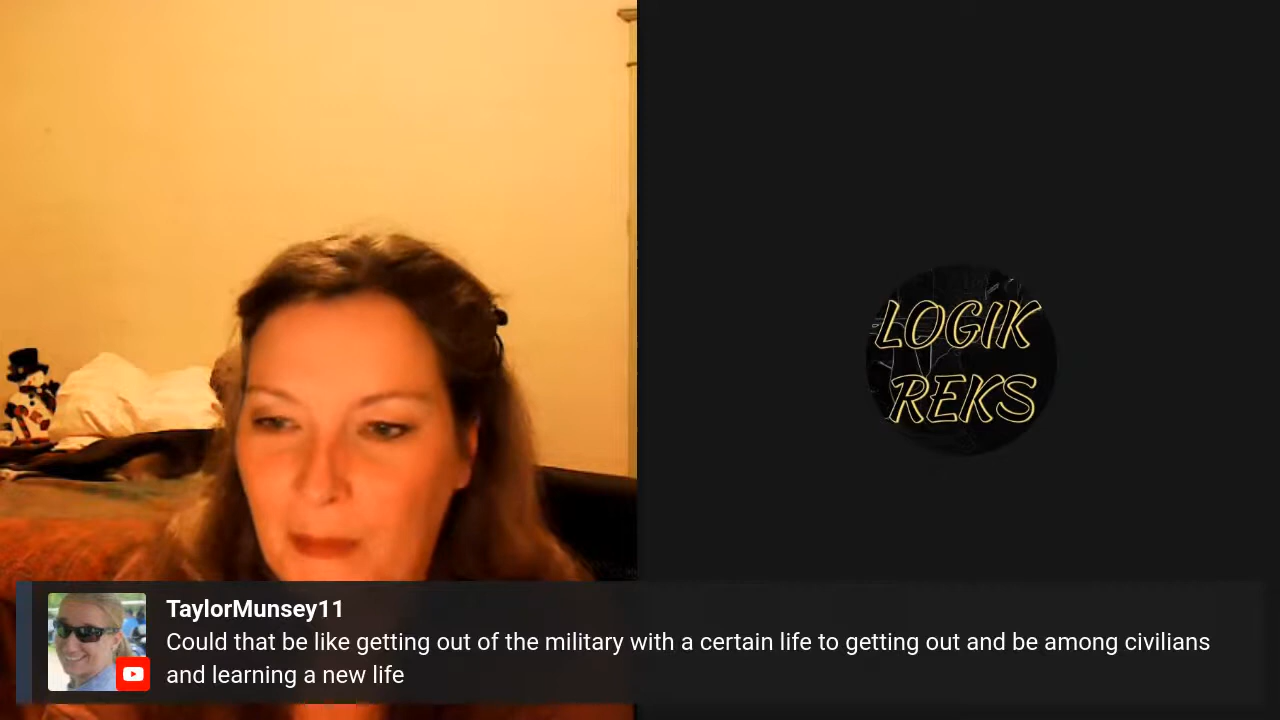 LOGIK
REKS
TaylorMunsey11
Could that be like getting out of the military with a certain life to getting out and be among civilians
and learning a new life